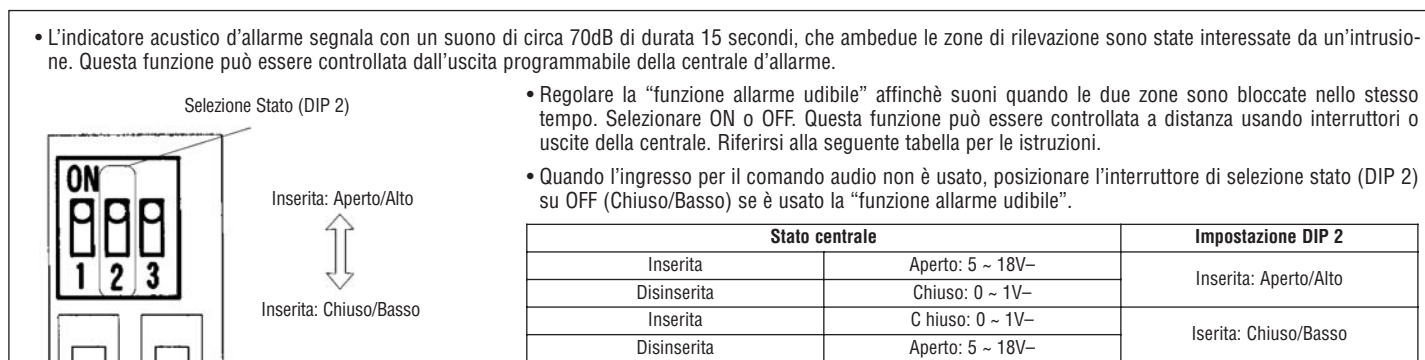 • L'indicatore acustico d'allarme segnala con un suono di circa 70dB di durata 15 secondi, che ambedue le zone di rilevazione sono state interessate da un'intrusio-
ne. Questa funzione può essere controllata dall'uscita programmabile della centrale d'allarme.
Selezione Stato (DIP 2)
ON
1 2 3
Inserita: Aperto/Alto
Inserita: Chiuso/Basso
• Regolare la “funzione allarme udibile” affinchè suoni quando le due zone sono bloccate nello stesso
tempo. Selezionare ON o OFF. Questa funzione può essere controllata a distanza usando interruttori o
uscite della centrale. Riferirsi alla seguente tabella per le istruzioni.
• Quando l'ingresso per il comando audio non è usato, posizionare l'interruttore di selezione stato (DIP 2)
su OFF (Chiuso/Basso) se è usato la “funzione allarme udibile”.
Stato centrale Impostazione DIP 2
Inserita Aperto: 5 ~ 18V– Inserita: Aperto/Alto
Disinserita Chiuso: 0 ~ 1V–
Inserita C hiuso: 0 ~ 1V– Iserita: Chiuso/Basso
Disinserita Aperto: 5 ~ 18V–